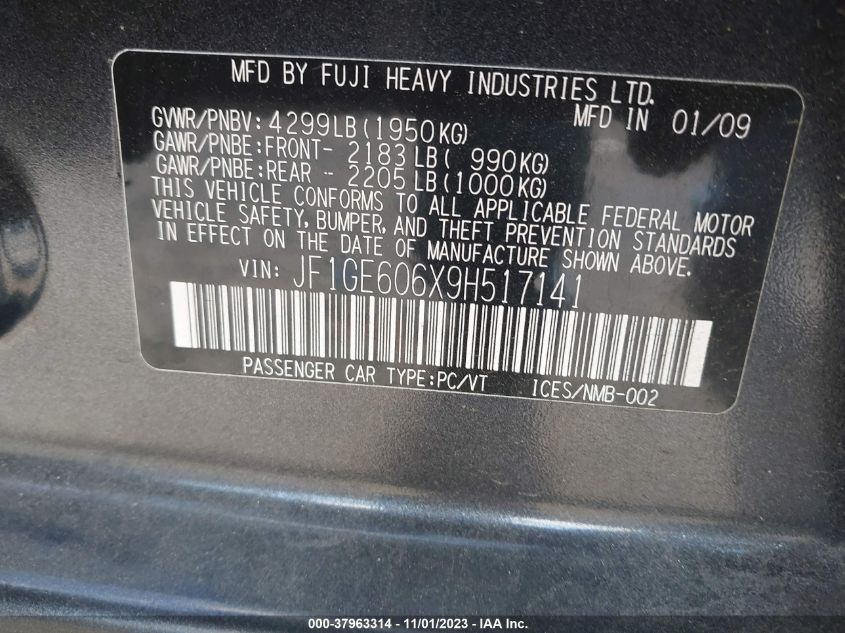 MFD BY FUJI HEAVY INDUSTRIES LTD.
MFD IN 01/09
GVWR/PNBV: 4299LB(1950KG)
GAWR/PNBE:FRONT- 2183LB( 990KG)
GAWR/PNBE:REAR - 2205LB(1000KG)
THIS VEHICLE CONFORMS TO ALL APPLICABLE FEDERAL MOTOR
VEHICLE SAFETY, BUMPER, AND THEFT PREVENTION STANDARDS
IN EFFECT ON THE DATE OF MANUFACTURE SHOWN ABOVE.
VIN: JF1GE606X9H517141
PASSENGER CAR TYPE:PC/VT ICES/NMB-002
000-37963314 - 11/01/2023 - IAA Inc.